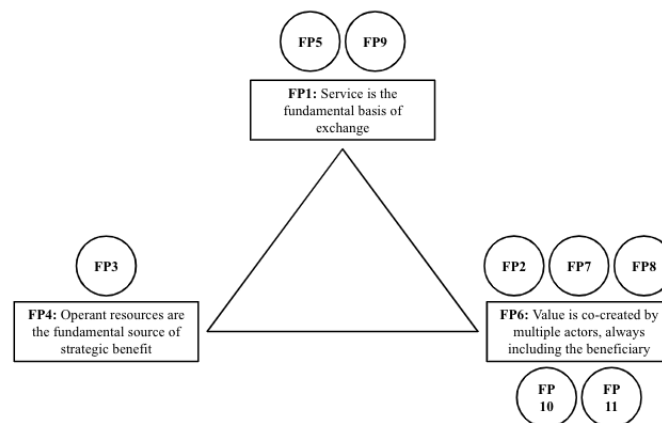 FP5 FP9
FP1: Service is the
fundamental basis of
exchange
FP3
FP4: Operant resources are
the fundamental source of
strategic benefit
FP2 FP7 FP8
FP6: Value is co-created by
multiple actors, always
including the beneficiary
FP FP
10 11